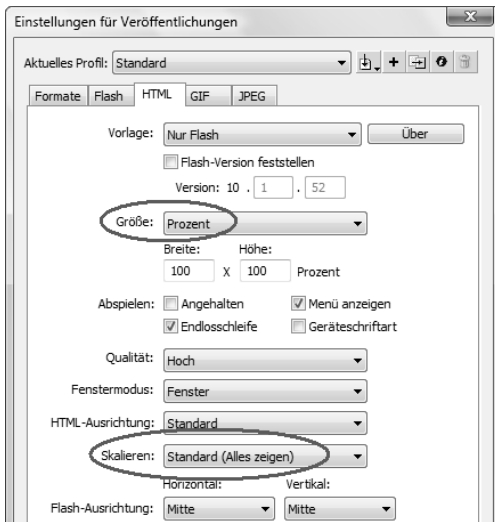 Einstellungen für Veröffentlichungen
Aktuelles Profil: Standard
Formate Flash HTML GIF JPEG
Vorlage: Nur Flash Über
Flash-Version feststellen
Version: 10 . 1 . 52
Größe: Prozent
Breite: Höhe:
100 X 100 Prozent
Abspielen: Angehalten Menü anzeigen
Endlosschleife Geräteschriftart
Qualität: Hoch
Fenstermodus: Fenster
HTML-Ausrichtung: Standard
Skalieren: Standard (Alles zeigen)
Horizontal: Vertikal:
Flash-Ausrichtung: Mitte Mitte